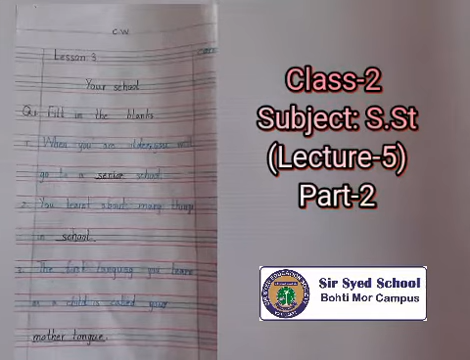 C.W
Lesson 3
Your school
Q: Fill in the blanks
1. When you are older, you will
go to a senior school
2. You learnt about many things
in school.
3. The first language you learn
as a child is called your
mother tongue.
Class-2
Subject: S.St
(Lecture-5)
Part-2
Sir Syed School
Bohti Mor Campus